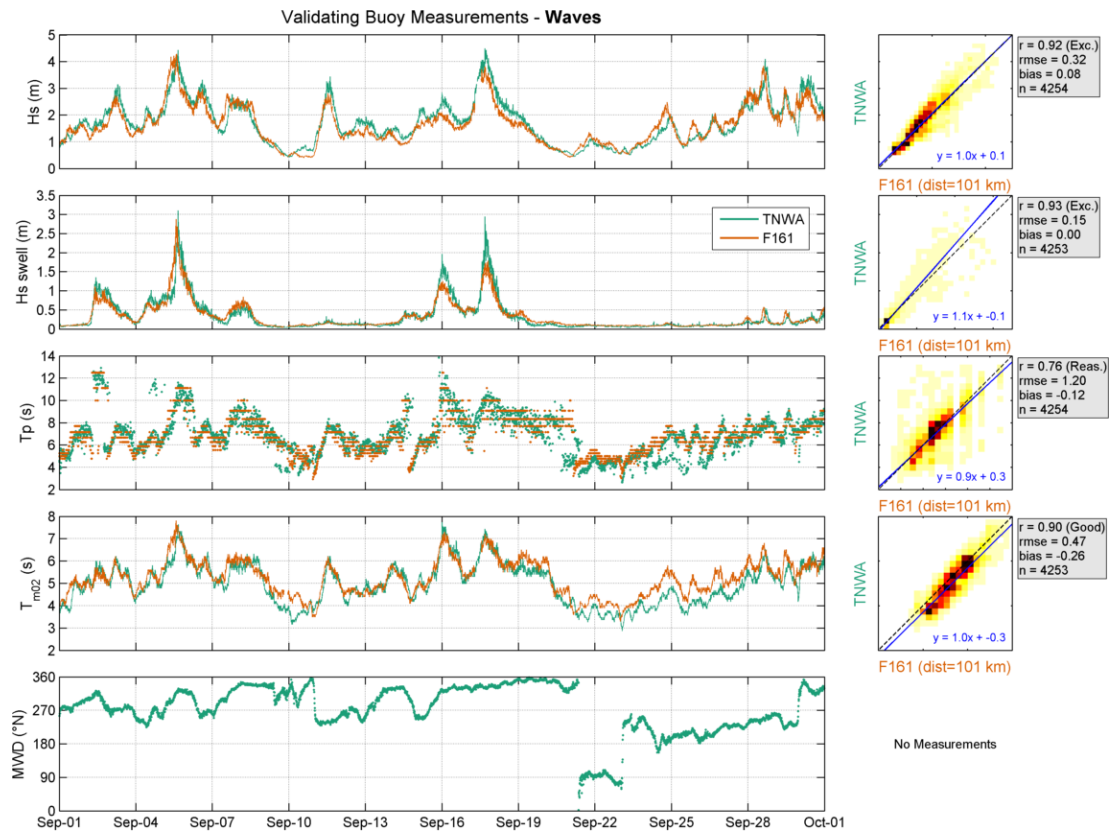 Validating Buoy Measurements - Waves
5
4
3
2
1
0
Hs (m)
TNWA
y = 1.0x + 0.1
F161 (dist=101 km)
r = 0.92 (Exc.)
rmse = 0.32
bias = 0.08
n = 4254
3.5
3
2.5
2
1.5
1
0.5
0
Hs swell (m)
TNWA
F161
TNWA
y = 1.1x + -0.1
F161 (dist=101 km)
r = 0.93 (Exc.)
rmse = 0.15
bias = 0.00
n = 4253
14
12
10
8
6
4
2
Tp (s)
TNWA
y = 0.9x + 0.3
F161 (dist=101 km)
r = 0.76 (Reas.)
rmse = 1.20
bias = -0.12
n = 4254
8
7
6
5
4
3
2
Tm02 (s)
TNWA
y = 1.0x + -0.3
F161 (dist=101 km)
r = 0.90 (Good)
rmse = 0.47
bias = -0.26
n = 4253
360
270
180
90
0
MWD (°N)
No Measurements
Sep-01 Sep-04 Sep-07 Sep-10 Sep-13 Sep-16 Sep-19 Sep-22 Sep-25 Sep-28 Oct-01